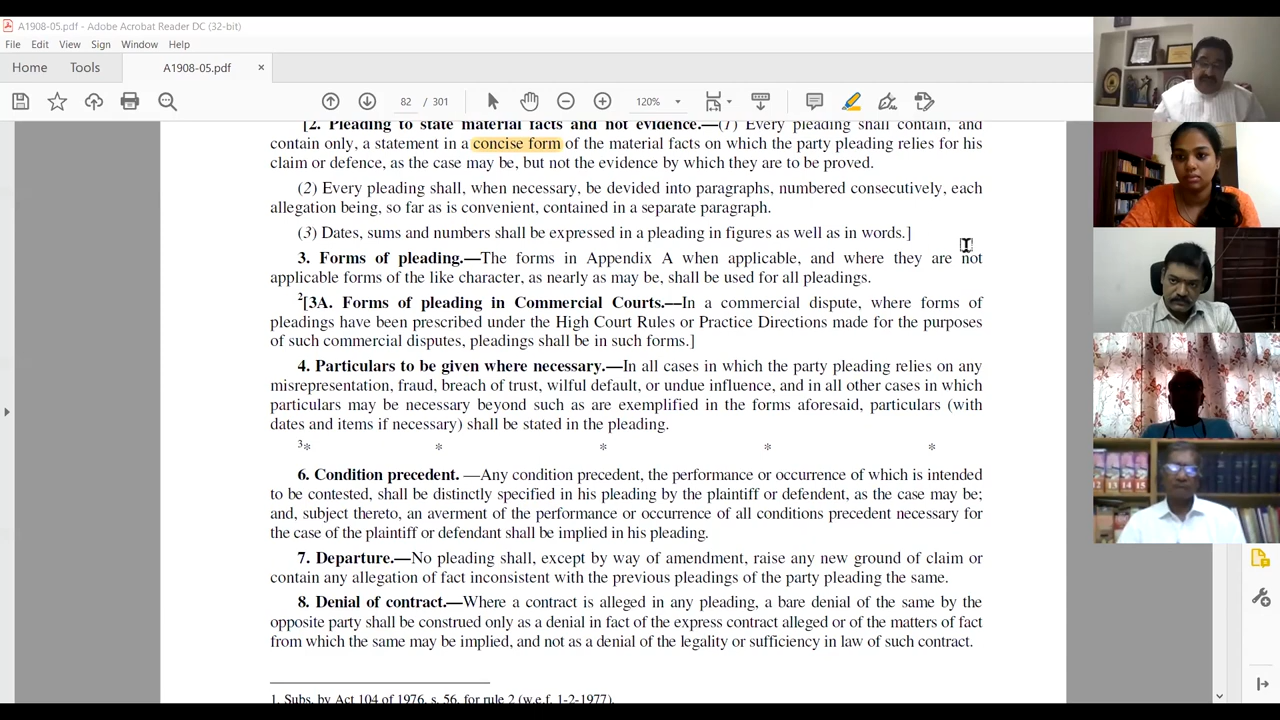 A1908-05.pdf - Adobe Acrobat Reader DC (32-bit)
File Edit View Sign Window Help
Home Tools A1908-05.pdf ×
82 / 301 120%
[2. Pleading to state material facts and not evidence.—(1) Every pleading shall contain, and
contain only, a statement in a concise form of the material facts on which the party pleading relies for his
claim or defence, as the case may be, but not the evidence by which they are to be proved.
(2) Every pleading shall, when necessary, be devided into paragraphs, numbered consecutively, each
allegation being, so far as is convenient, contained in a separate paragraph.
(3) Dates, sums and numbers shall be expressed in a pleading in figures as well as in words.]
3. Forms of pleading.—The forms in Appendix A when applicable, and where they are not
applicable forms of the like character, as nearly as may be, shall be used for all pleadings.
2[3A. Forms of pleading in Commercial Courts.—In a commercial dispute, where forms of
pleadings have been prescribed under the High Court Rules or Practice Directions made for the purposes
of such commercial disputes, pleadings shall be in such forms.]
4. Particulars to be given where necessary.—In all cases in which the party pleading relies on any
misrepresentation, fraud, breach of trust, wilful default, or undue influence, and in all other cases in which
particulars may be necessary beyond such as are exemplified in the forms aforesaid, particulars (with
dates and items if necessary) shall be stated in the pleading.
3* * * * *
6. Condition precedent. —Any condition precedent, the performance or occurrence of which is intended
to be contested, shall be distinctly specified in his pleading by the plaintiff or defendent, as the case may be;
and, subject thereto, an averment of the performance or occurrence of all conditions precedent necessary for
the case of the plaintiff or defendant shall be implied in his pleading.
7. Departure.—No pleading shall, except by way of amendment, raise any new ground of claim or
contain any allegation of fact inconsistent with the previous pleadings of the party pleading the same.
8. Denial of contract.—Where a contract is alleged in any pleading, a bare denial of the same by the
opposite party shall be construed only as a denial in fact of the express contract alleged or of the matters of fact
from which the same may be implied, and not as a denial of the legality or sufficiency in law of such contract.
1. Subs. by Act 104 of 1976, s. 56, for rule 2 (w.e.f. 1-2-1977).